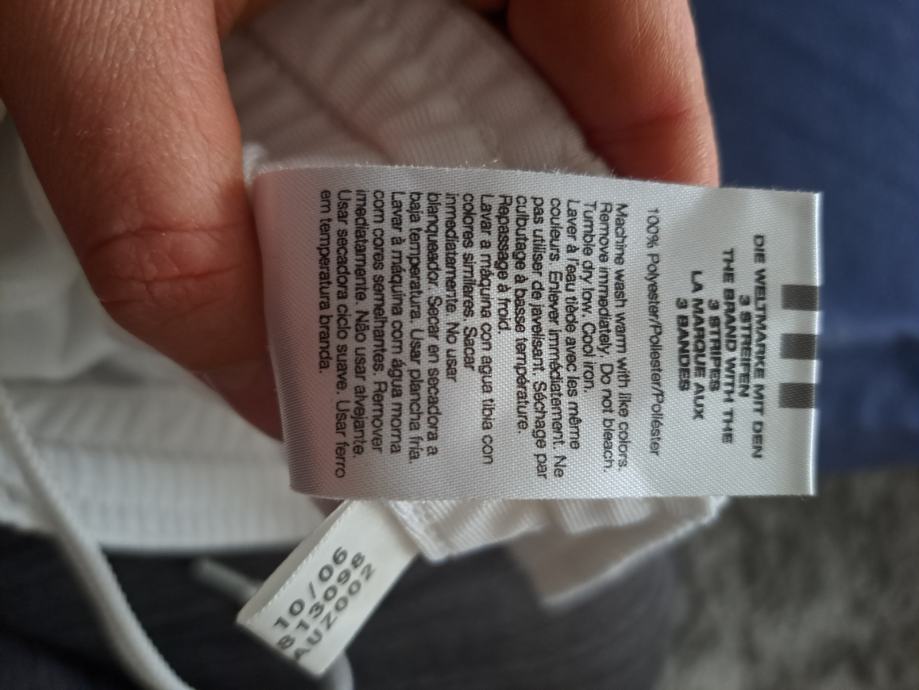 DIE WELTMARKE MIT DEN
3 STREIFEN
THE BRAND WITH THE
3 STRIPES
LA MARQUE AUX
3 BANDES
100% Polyester/Poliester/Poliéster
Machine wash warm with like colors.
Remove immediately. Do not bleach.
Tumble dry low. Cool iron.
Laver à l'eau tiède avec les même
couleurs. Enlever immédiatement. Ne
pas utiliser de javelisant. Séchage par
culbutage à basse température.
Repassage à froid.
Lavar a máquina con agua tibia con
colores similares. Sacar
inmediatamente. No usar
blanqueador. Secar en secadora a
baja temperatura. Usar plancha fría.
Lavar à máquina com água morna
com cores semelhantes. Remover
imediatamente. Não usar alvejante.
Usar secadora ciclo suave. Usar ferro
em temperatura branda.
10/06
813098
AUZ002